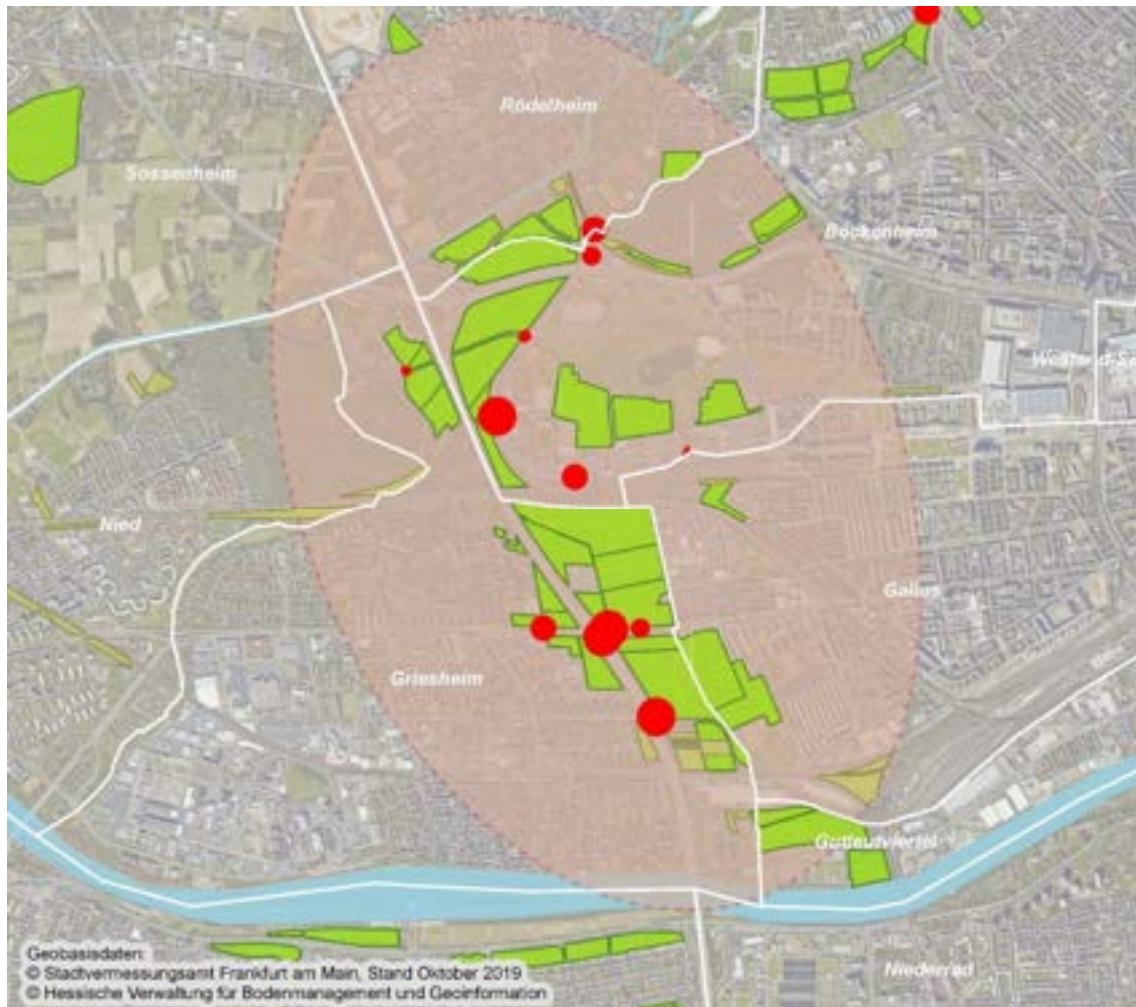 Rödelheim
Sossenheim
Bockenheim
Nied
Gallus
Griesheim
Gutleutviertel
Niederrad
Geobasisdaten:
© Stadtvermessungsamt Frankfurt am Main, Stand Oktober 2019
© Hessische Verwaltung für Bodenmanagement und Geoinformation